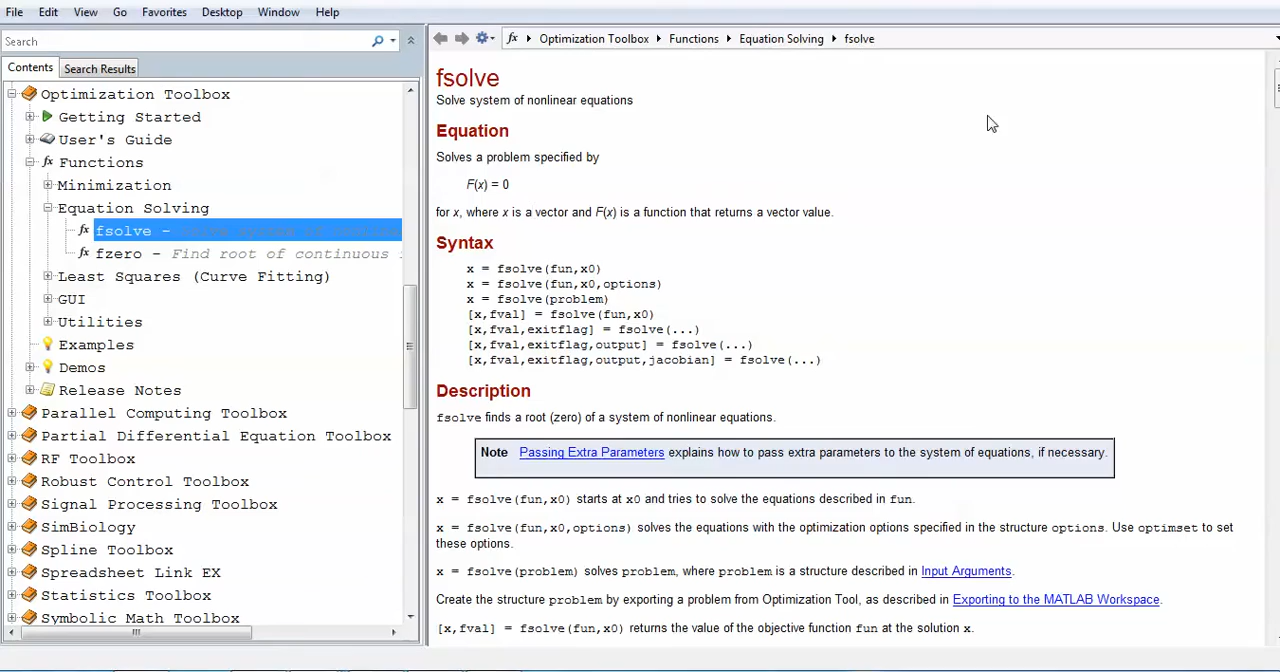 File Edit View Go Favorites Desktop Window Help
Search
Contents Search Results
Optimization Toolbox
Getting Started
User's Guide
fx Functions
Minimization
Equation Solving
fx fsolve -
fx fzero - Find root of continuous
Least Squares (Curve Fitting)
GUI
Utilities
Examples
Demos
Release Notes
Parallel Computing Toolbox
Partial Differential Equation Toolbox
RF Toolbox
Robust Control Toolbox
Signal Processing Toolbox
SimBiology
Spline Toolbox
Spreadsheet Link EX
Statistics Toolbox
Symbolic Math Toolbox
fx Optimization Toolbox Functions Equation Solving fsolve
fsolve
Solve system of nonlinear equations
Equation
Solves a problem specified by
F(x) = 0
for x, where x is a vector and F(x) is a function that returns a vector value.
Syntax
x = fsolve(fun,x0)
x = fsolve(fun,x0,options)
x = fsolve(problem)
[x,fval] = fsolve(fun,x0)
[x,fval,exitflag] = fsolve(...)
[x,fval,exitflag,output] = fsolve(...)
[x,fval,exitflag,output,jacobian] = fsolve(...)
Description
fsolve finds a root (zero) of a system of nonlinear equations.
Note Passing Extra Parameters explains how to pass extra parameters to the system of equations, if necessary.
x = fsolve(fun,x0) starts at x0 and tries to solve the equations described in fun.
x = fsolve(fun,x0,options) solves the equations with the optimization options specified in the structure options. Use optimset to set
these options.
x = fsolve(problem) solves problem, where problem is a structure described in Input Arguments.
Create the structure problem by exporting a problem from Optimization Tool, as described in Exporting to the MATLAB Workspace.
[x,fval] = fsolve(fun,x0) returns the value of the objective function fun at the solution x.